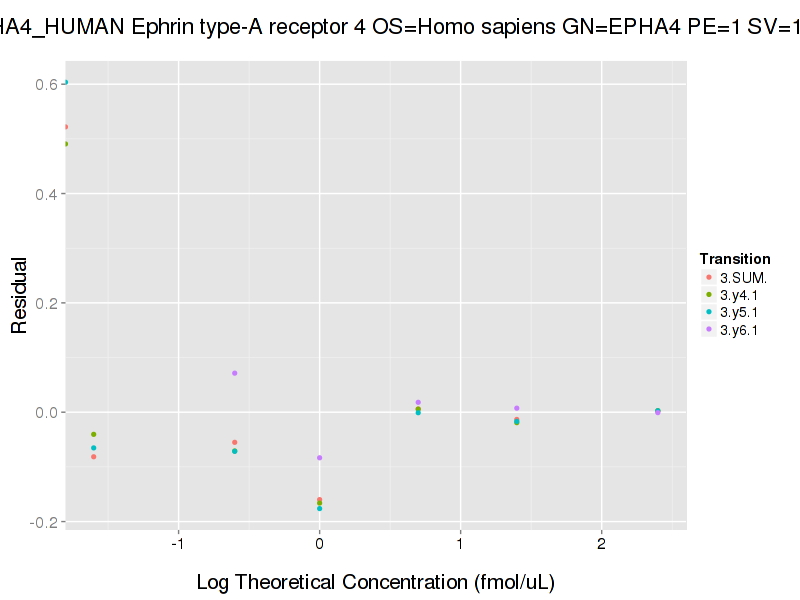 HA4_HUMAN Ephrin type-A receptor 4 OS=Homo sapiens GN=EPHA4 PE=1 SV=1
0.6
0.4
0.2
0.0
-0.2
Residual
-1
0
1
2
Log Theoretical Concentration (fmol/uL)
Transition
3.SUM.
3.y4.1
3.y5.1
3.y6.1